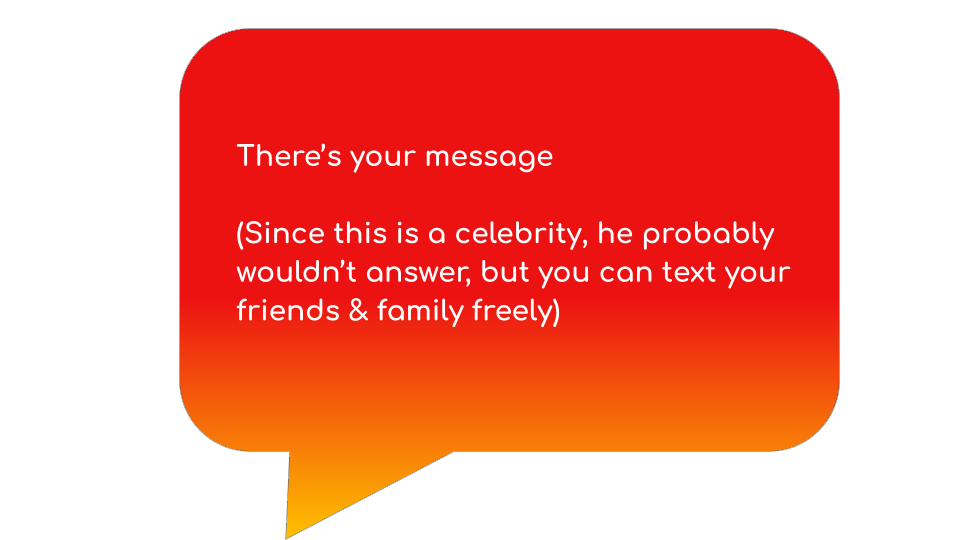 There’s your message
(Since this is a celebrity, he probably
wouldn’t answer, but you can text your
friends & family freely)